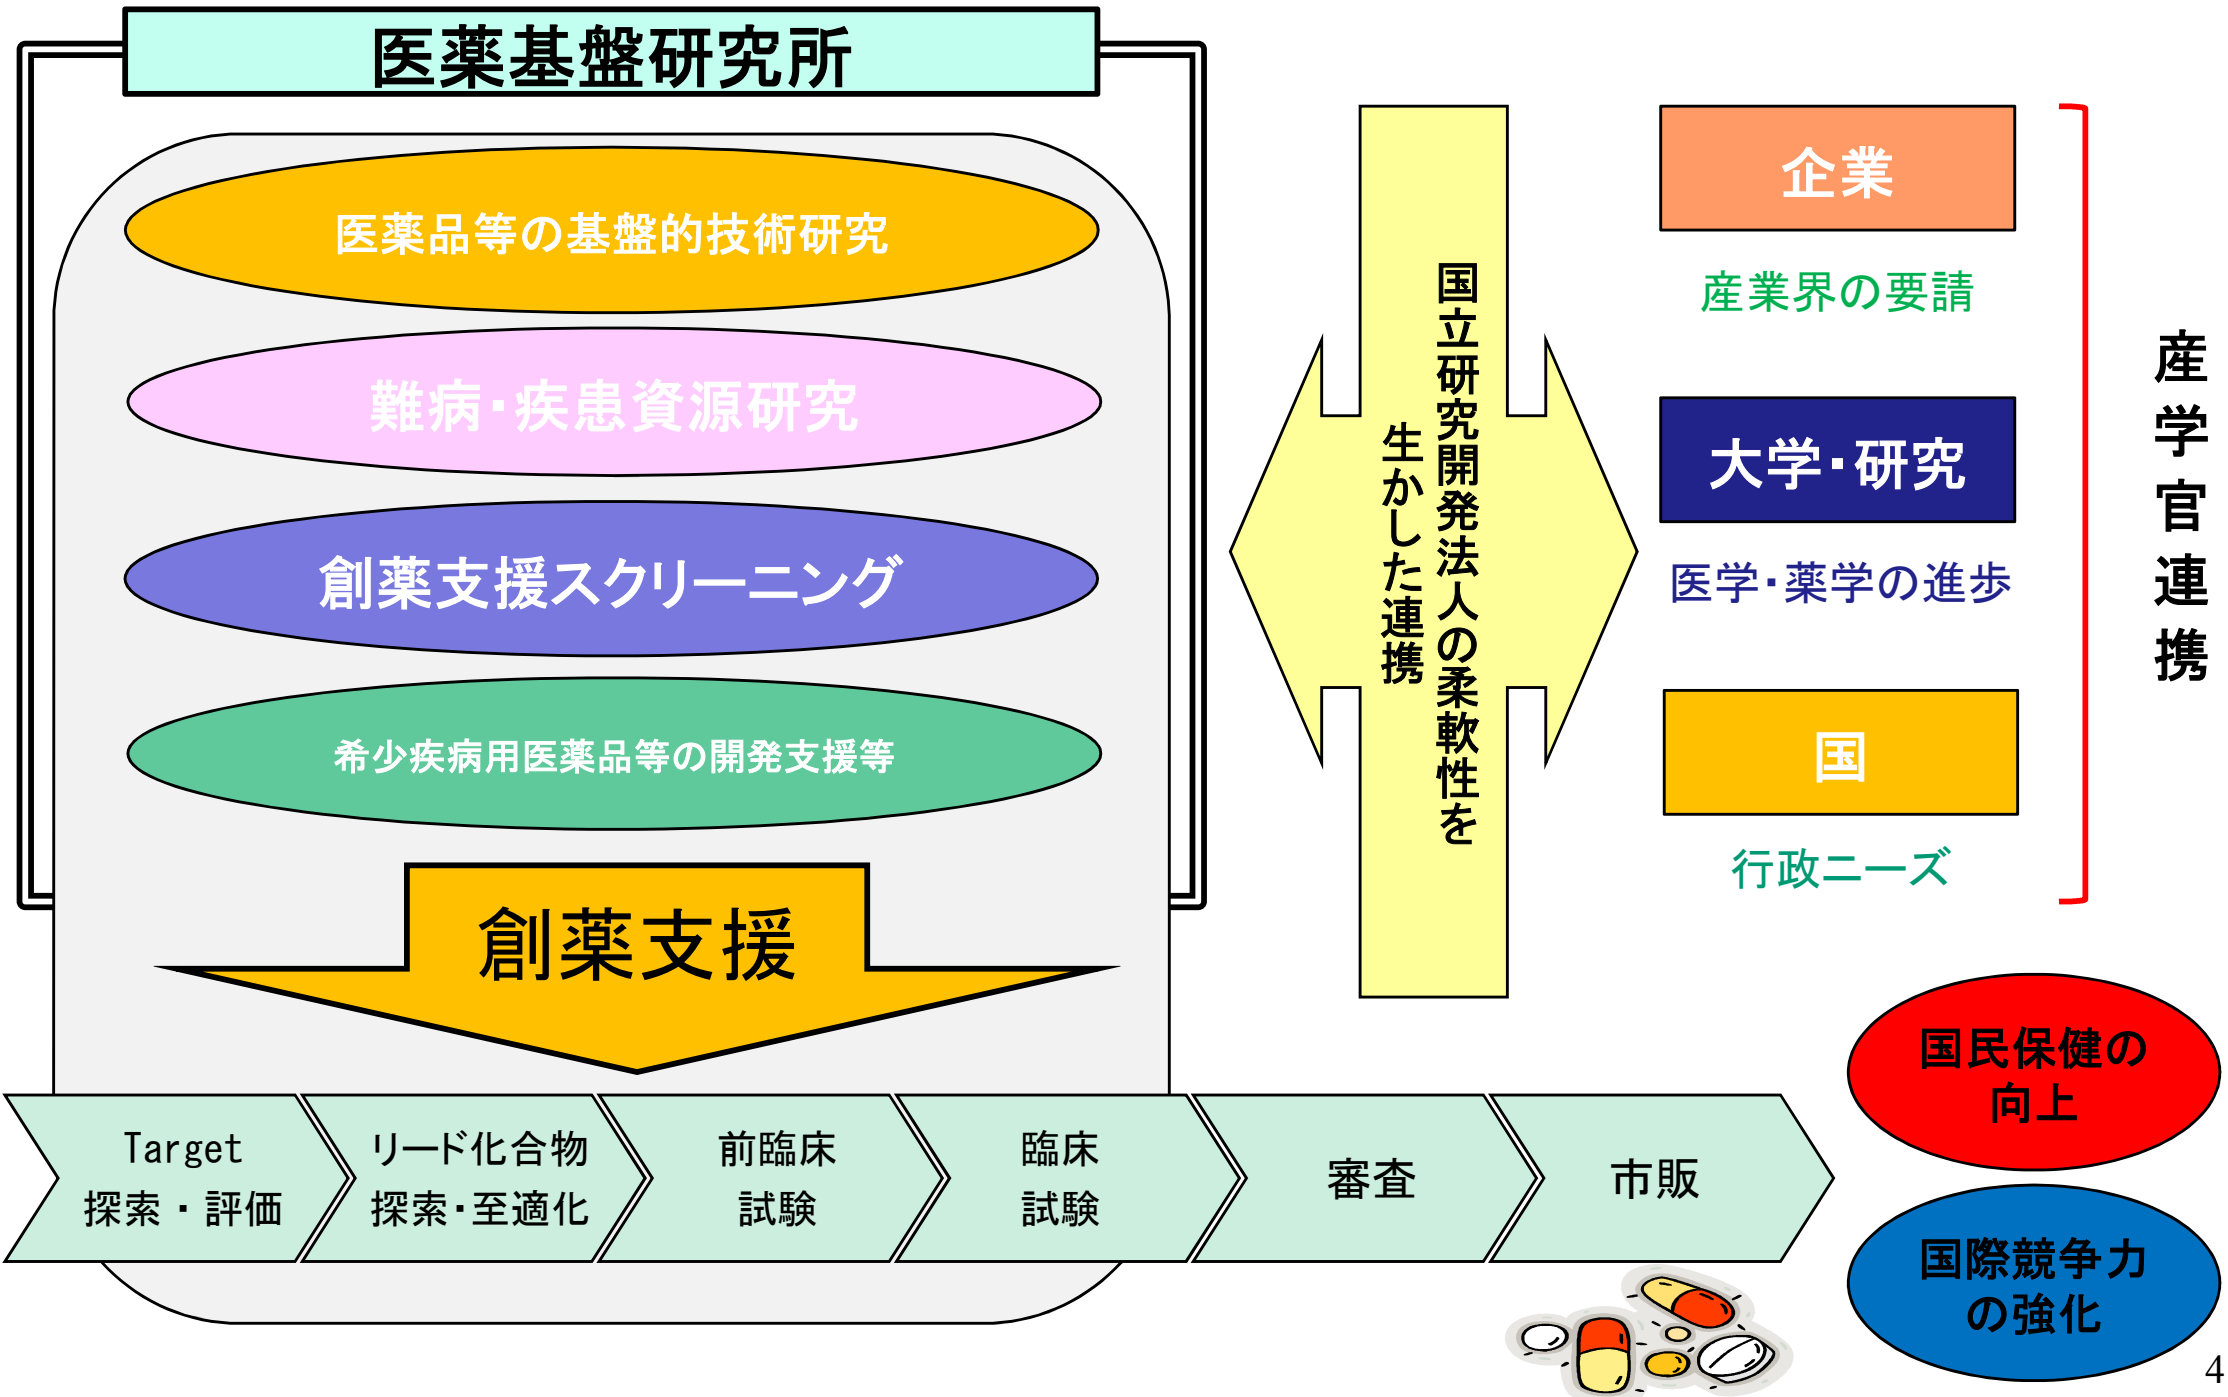 医薬基盤研究所
医薬品等の基盤的技術研究
難病・疾患資源研究
創薬支援スクリーニング
希少疾病用医薬品等の開発支援等
創薬支援
国立研究開発法人の柔軟性を
生かした連携
企業
産業界の要請
大学・研究
医学・薬学の進歩
国
行政ニーズ
産学官連携
Target
探索・評価
リード化合物
探索・至適化
前臨床
試験
臨床
試験
審査
市販
国民保健の
向上
国際競争力
の強化
4